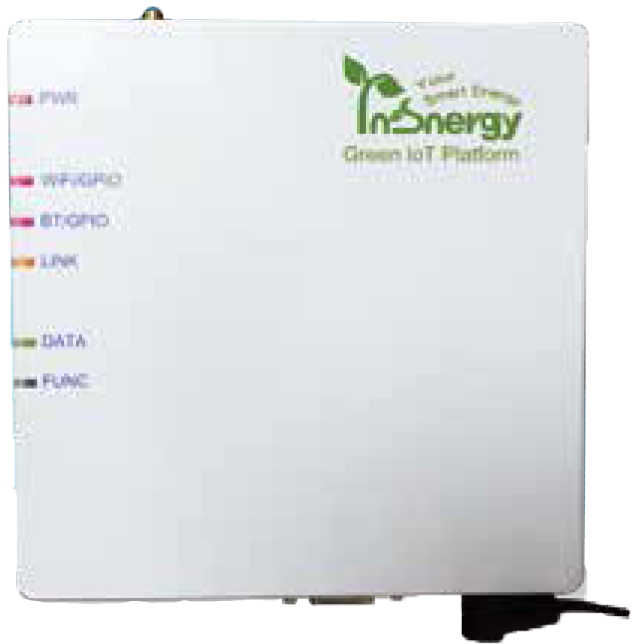 PWR
WiFi/GPIO
BT/GPIO
LINK
DATA
FUNC
Your
Smart Energy
InSnergy
Green IoT Platform